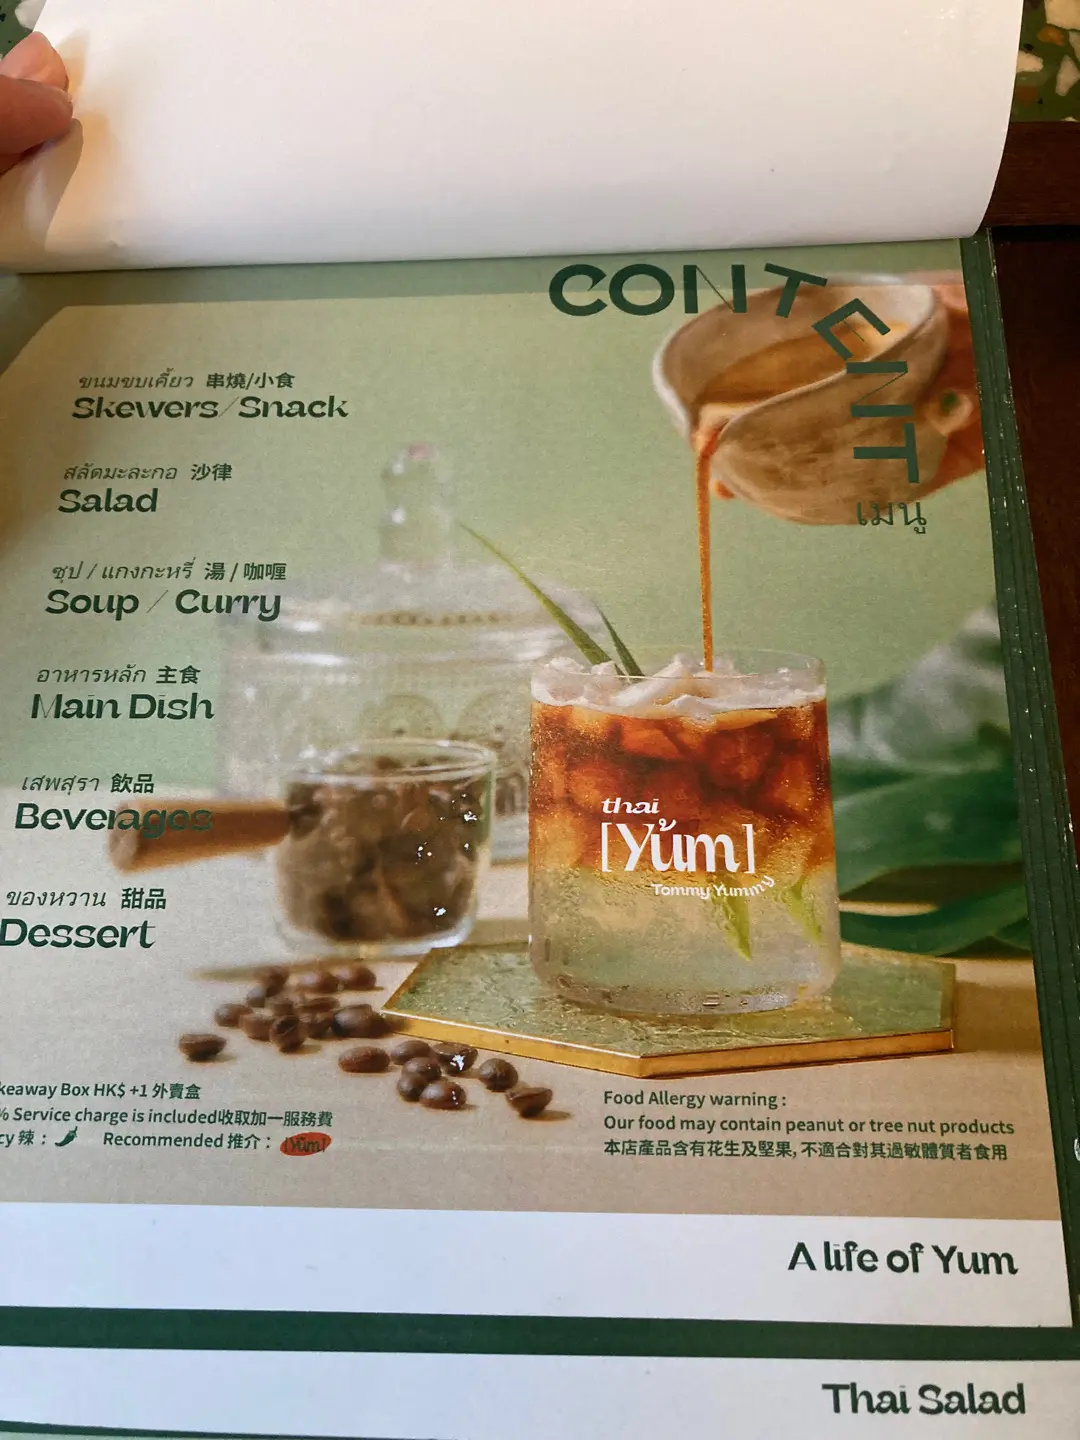 CONTENT
เมนู
ขนมขบเคี้ยว 串燒/小食
Skewers/Snack
สลัดมะละกอ 沙律
Salad
ซุป / แกงกะหรี่ 湯 / 咖喱
Soup / Curry
อาหารหลัก 主食
Main Dish
เสพสุรา 飲品
Beverages
ของหวาน 甜品
Dessert
thai
[Yum]
Tommy Yummy
keaway Box HK$ +1 外賣盒
% Service charge is included收取加一服務費
cy 辣 : Recommended 推介 : [Yum]
Food Allergy warning :
Our food may contain peanut or tree nut products
本店產品含有花生及堅果, 不適合對其過敏體質者食用
A life of Yum
Thai Salad